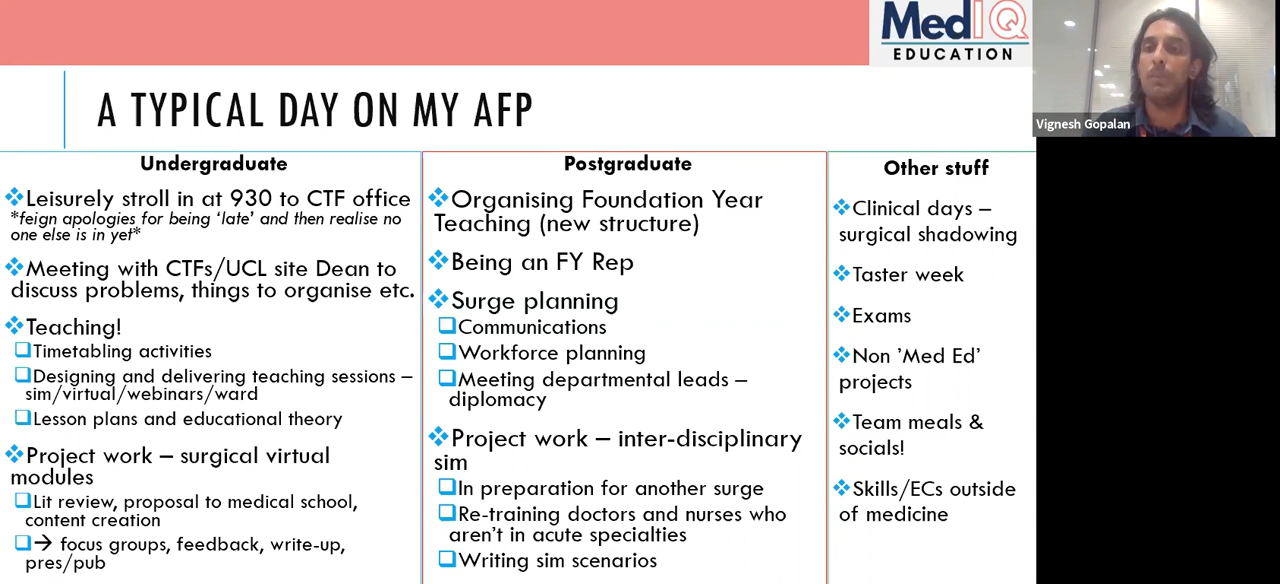 MedIQ
EDUCATION
Vignesh Gopalan
A TYPICAL DAY ON MY AFP
Undergraduate
Leisurely stroll in at 930 to CTF office
*feign apologies for being ‘late’ and then realise no
one else is in yet*
Meeting with CTFs/UCL site Dean to
discuss problems, things to organise etc.
Teaching!
Timetabling activities
Designing and delivering teaching sessions –
sim/virtual/webinars/ward
Lesson plans and educational theory
Project work – surgical virtual
modules
Lit review, proposal to medical school,
content creation
→ focus groups, feedback, write-up,
pres/pub
Postgraduate
Organising Foundation Year
Teaching (new structure)
Being an FY Rep
Surge planning
Communications
Workforce planning
Meeting departmental leads –
diplomacy
Project work – inter-disciplinary
sim
In preparation for another surge
Re-training doctors and nurses who
aren’t in acute specialties
Writing sim scenarios
Other stuff
Clinical days –
surgical shadowing
Taster week
Exams
Non ’Med Ed’
projects
Team meals &
socials!
Skills/ECs outside
of medicine